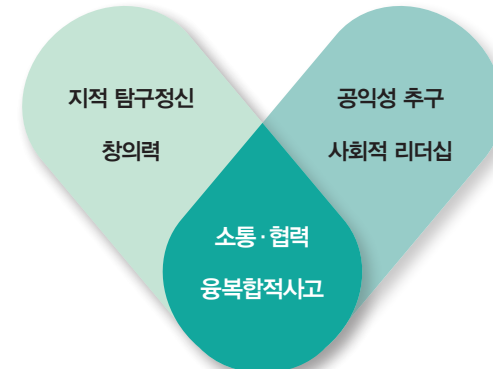 지적 탐구정신
창의력
공익성 추구
사회적 리더십
소통·협력
융복합적사고